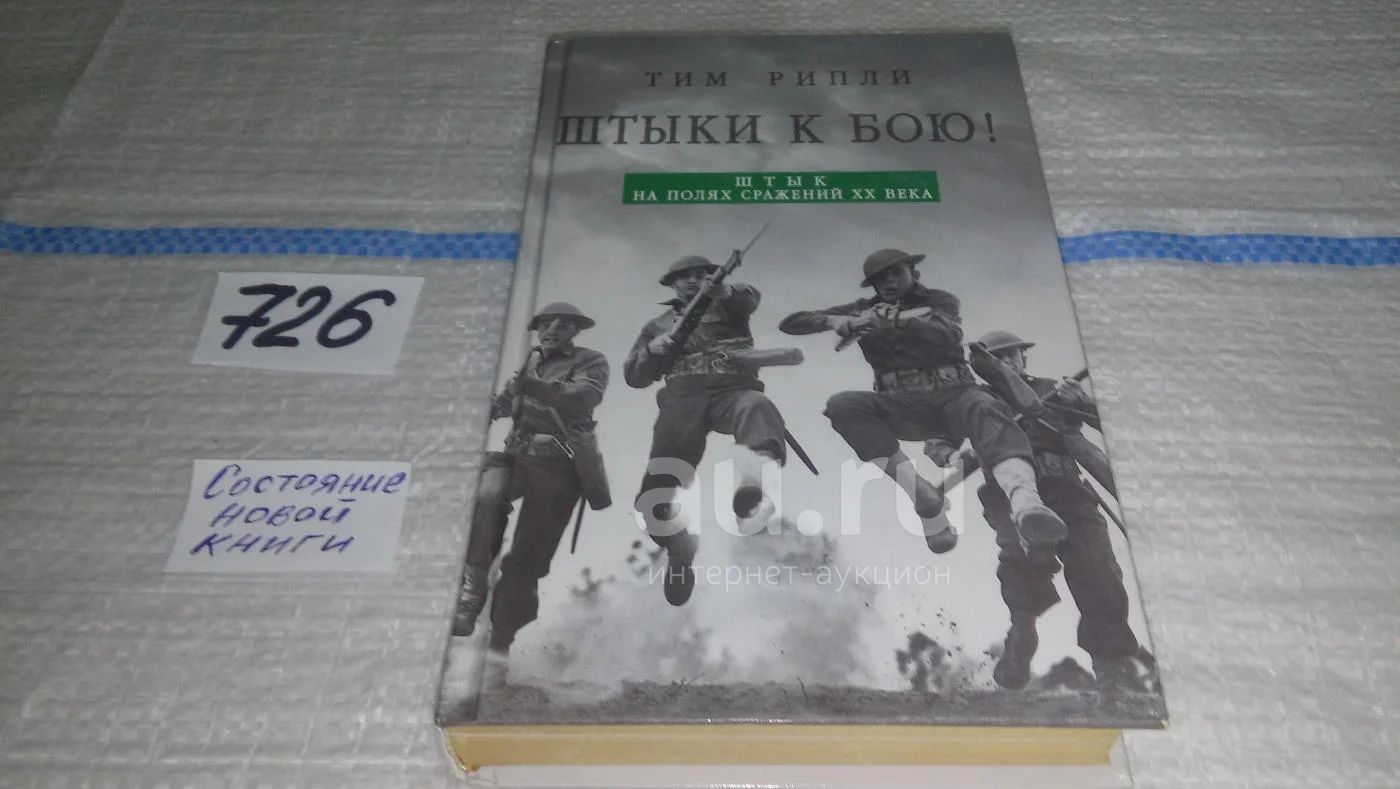 ТИМ РИПЛИ
ШТЫКИ К БОЮ!
ШТЫК
НА ПОЛЯХ СРАЖЕНИЙ XX ВЕКА
726
Состояние
новой
книги
au.ru
интернет-аукцион